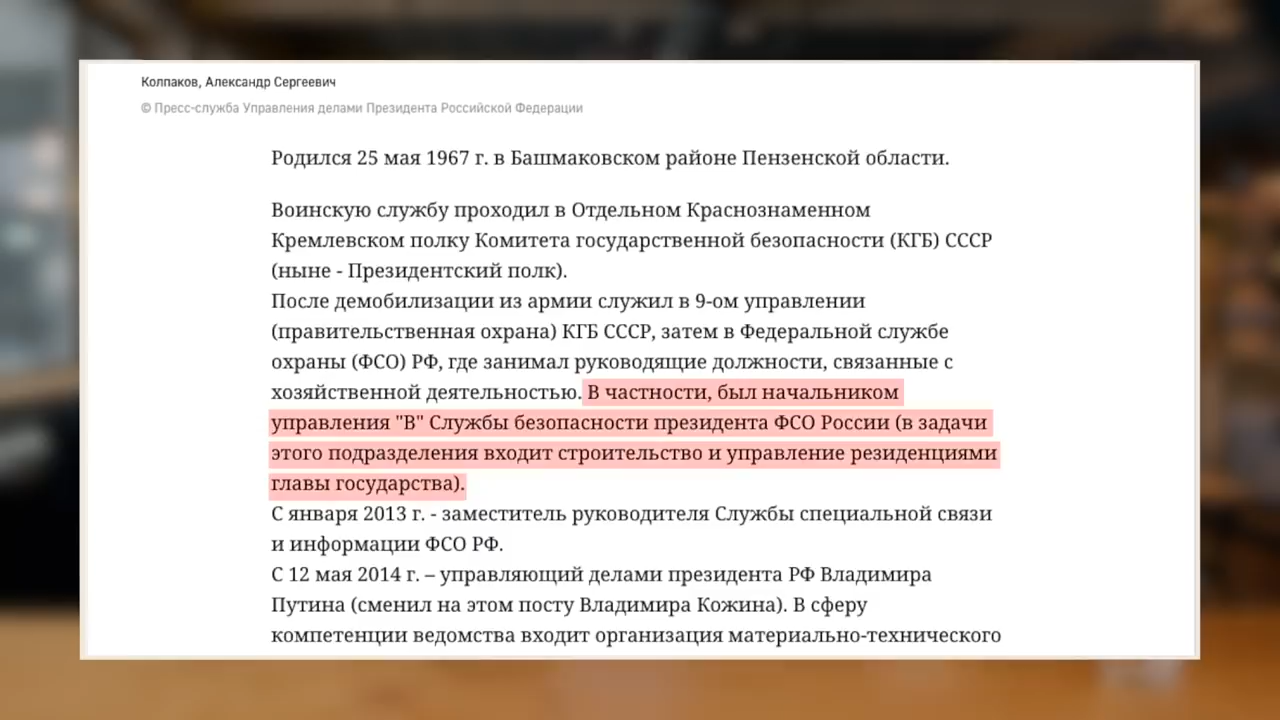 Колпаков, Александр Сергеевич
© Пресс-служба Управления делами Президента Российской Федерации
Родился 25 мая 1967 г. в Башмаковском районе Пензенской области.
Воинскую службу проходил в Отдельном Краснознаменном
Кремлевском полку Комитета государственной безопасности (КГБ) СССР
(ныне - Президентский полк).
После демобилизации из армии служил в 9-ом управлении
(правительственная охрана) КГБ СССР, затем в Федеральной службе
охраны (ФСО) РФ, где занимал руководящие должности, связанные с
хозяйственной деятельностью. В частности, был начальником
управления "В" Службы безопасности президента ФСО России (в задачи
этого подразделения входит строительство и управление резиденциями
главы государства).
С января 2013 г. - заместитель руководителя Службы специальной связи
и информации ФСО РФ.
С 12 мая 2014 г. – управляющий делами президента РФ Владимира
Путина (сменил на этом посту Владимира Кожина). В сферу
компетенции ведомства входит организация материально-технического